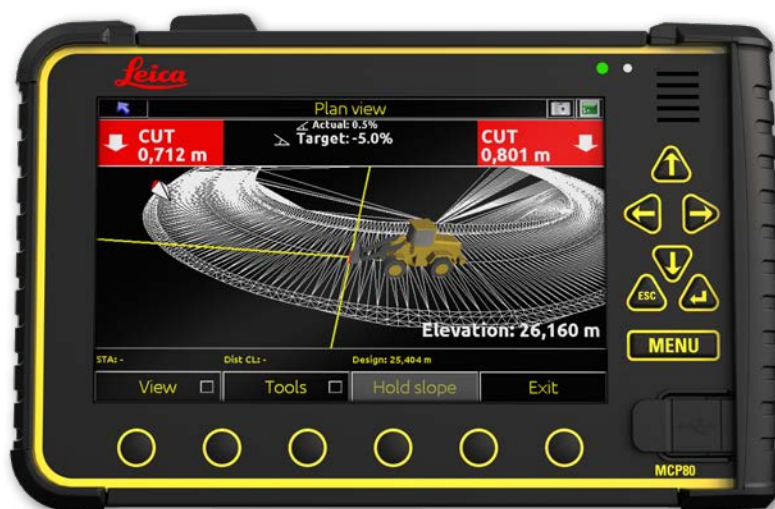 Leica
Plan view
CUT
0,712 m
Actual: 0.5%
Target: -5.0%
CUT
0,801 m
Elevation: 26,160 m
STA: -
Dist CL: -
Design: 25,404 m
View
Tools
Hold slope
Exit
ESC
MENU
MCP80